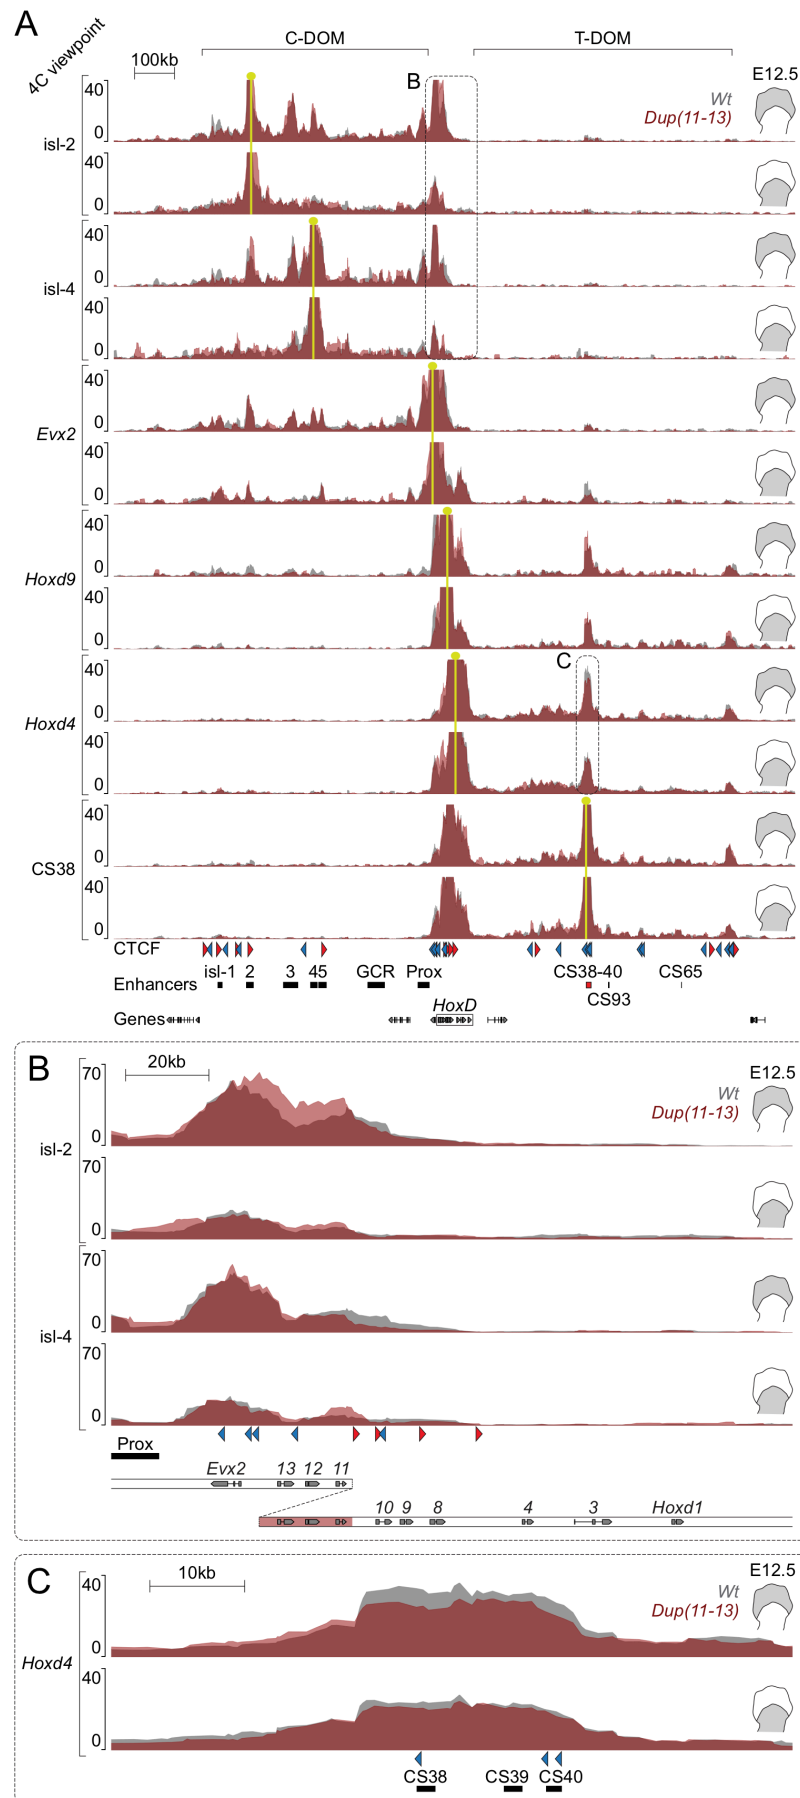 A
4C viewpoint
C-DOM
T-DOM
100kb
E12.5
B
Wt
Dup(11-13)
40
0
isl-2
40
0
40
0
isl-4
40
0
40
0
Evx2
40
0
40
0
Hoxd9
40
0
C
40
0
Hoxd4
40
0
40
0
CS38
40
0
CTCF
Enhancers isl-1 2 3 45 GCR Prox CS38-40 CS65
CS93
Genes HoxD
B
20kb
E12.5
Wt
Dup(11-13)
70
0
isl-2
70
0
70
0
isl-4
70
0
Prox
Evx2 13 12 11
10 9 8 4 3 Hoxd1
C
10kb
E12.5
Wt
Dup(11-13)
40
0
Hoxd4
40
0
CS38 CS39 CS40